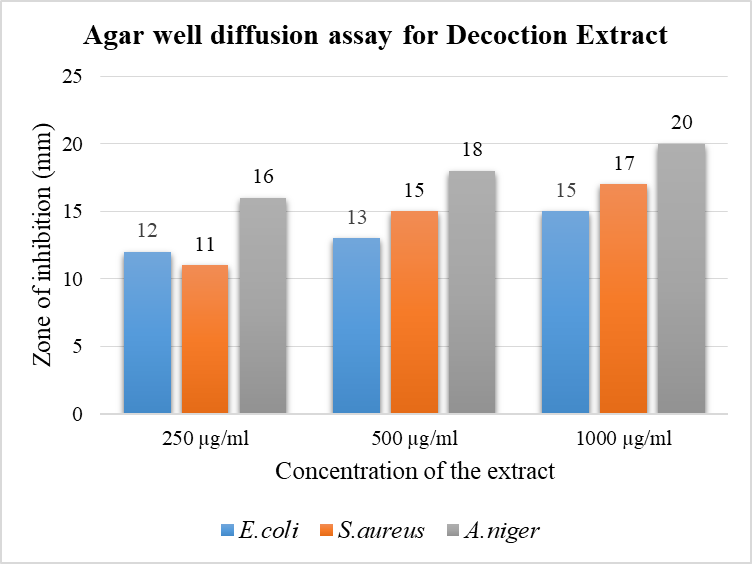 Agar well diffusion assay for Decoction Extract
Zone of inhibition (mm)
25
20
15
10
5
0
12
11
16
13
15
18
15
17
20
250 µg/ml
500 µg/ml
1000 µg/ml
Concentration of the extract
E.coli
S.aureus
A.niger